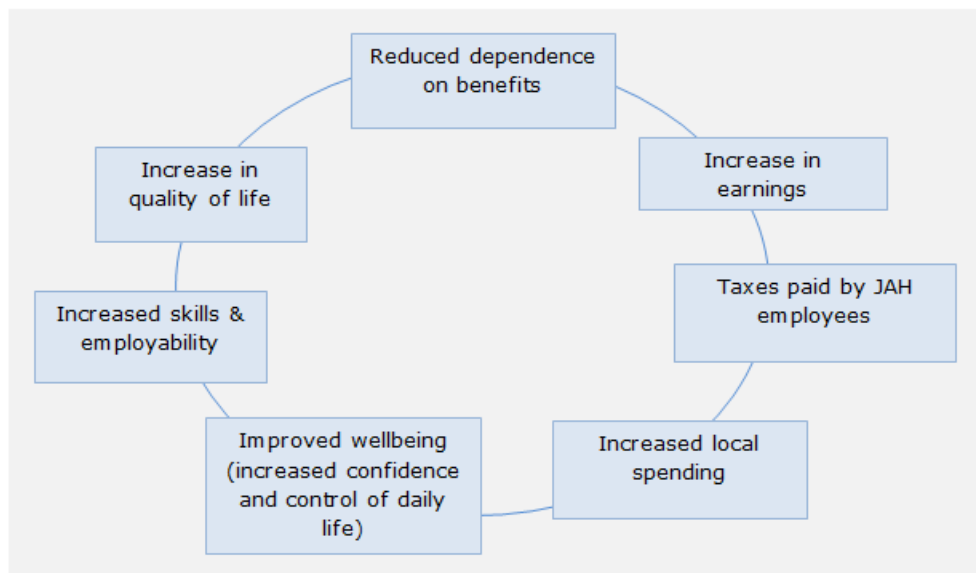 Reduced dependence
on benefits
Increase in
earnings
Taxes paid by JAH
employees
Increased local
spending
Improved wellbeing
(increased confidence
and control of daily
life)
Increased skills &
employability
Increase in
quality of life